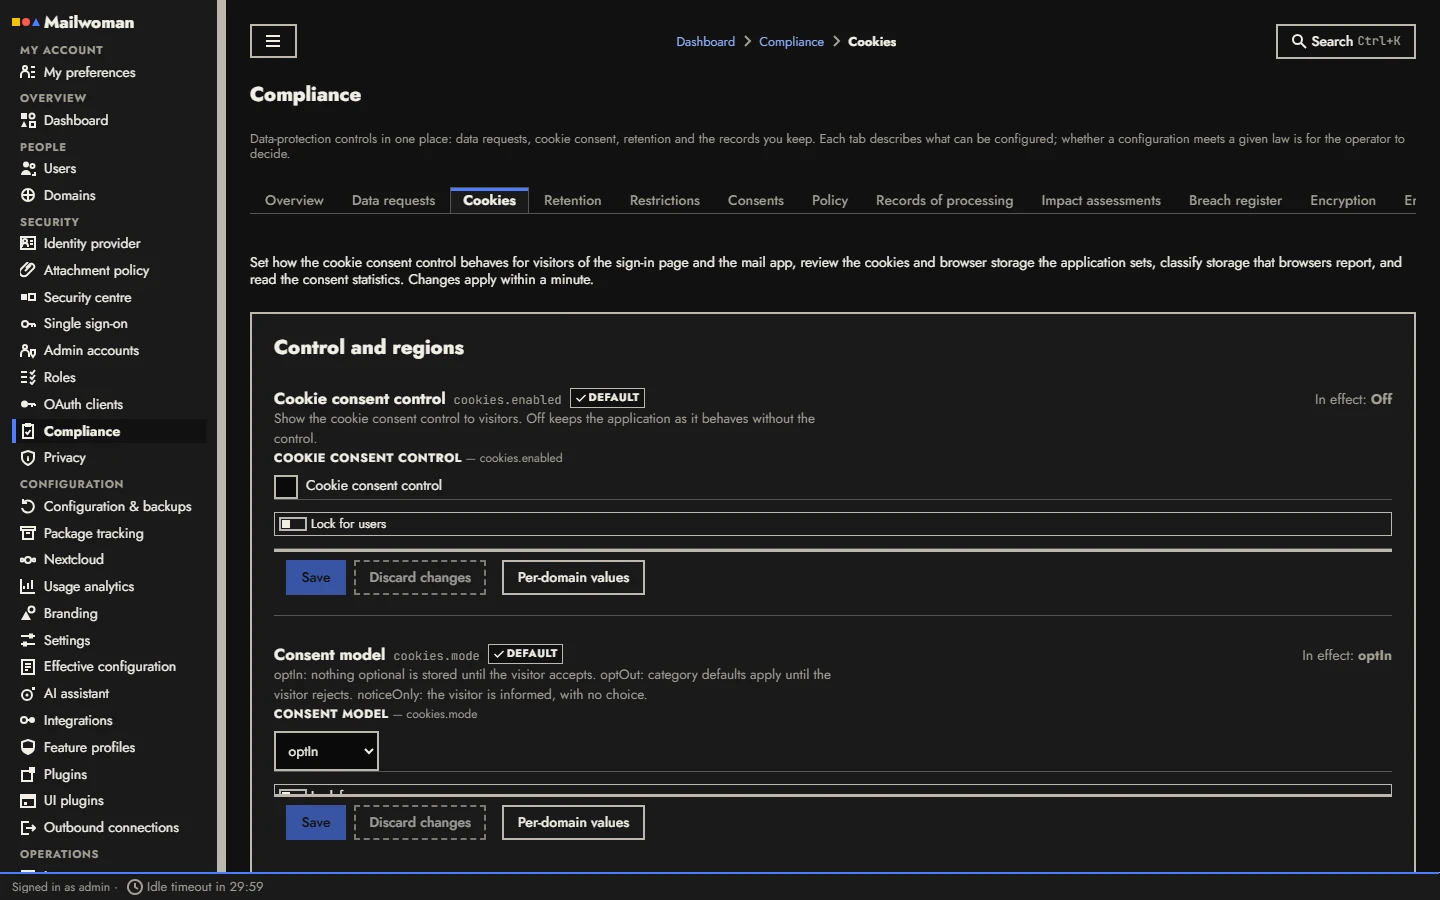 Mailwoman
MY ACCOUNT
My preferences
OVERVIEW
Dashboard
PEOPLE
Users
Domains
SECURITY
Identity provider
Attachment policy
Security centre
Single sign-on
Admin accounts
Roles
OAuth clients
Compliance
Privacy
CONFIGURATION
Configuration & backups
Package tracking
Nextcloud
Usage analytics
Branding
Settings
Effective configuration
AI assistant
Integrations
Feature profiles
Plugins
UI plugins
Outbound connections
OPERATIONS
Dashboard > Compliance > Cookies
Search Ctrl+K
Compliance
Data-protection controls in one place: data requests, cookie consent, retention and the records you keep. Each tab describes what can be configured; whether a configuration meets a given law is for the operator to
decide.
Overview Data requests Cookies Retention Restrictions Consents Policy Records of processing Impact assessments Breach register Encryption
Set how the cookie consent control behaves for visitors of the sign-in page and the mail app, review the cookies and browser storage the application sets, classify storage that browsers report, and
read the consent statistics. Changes apply within a minute.
Control and regions
Cookie consent control cookies.enabled DEFAULT In effect: Off
Show the cookie consent control to visitors. Off keeps the application as it behaves without the
control.
COOKIE CONSENT CONTROL — cookies.enabled
Cookie consent control
Lock for users
Save Discard changes Per-domain values
Consent model cookies.mode DEFAULT In effect: optIn
optIn: nothing optional is stored until the visitor accepts. optOut: category defaults apply until the
visitor rejects. noticeOnly: the visitor is informed, with no choice.
CONSENT MODEL — cookies.mode
optIn
Save Discard changes Per-domain values
Signed in as admin · Idle timeout in 29:59